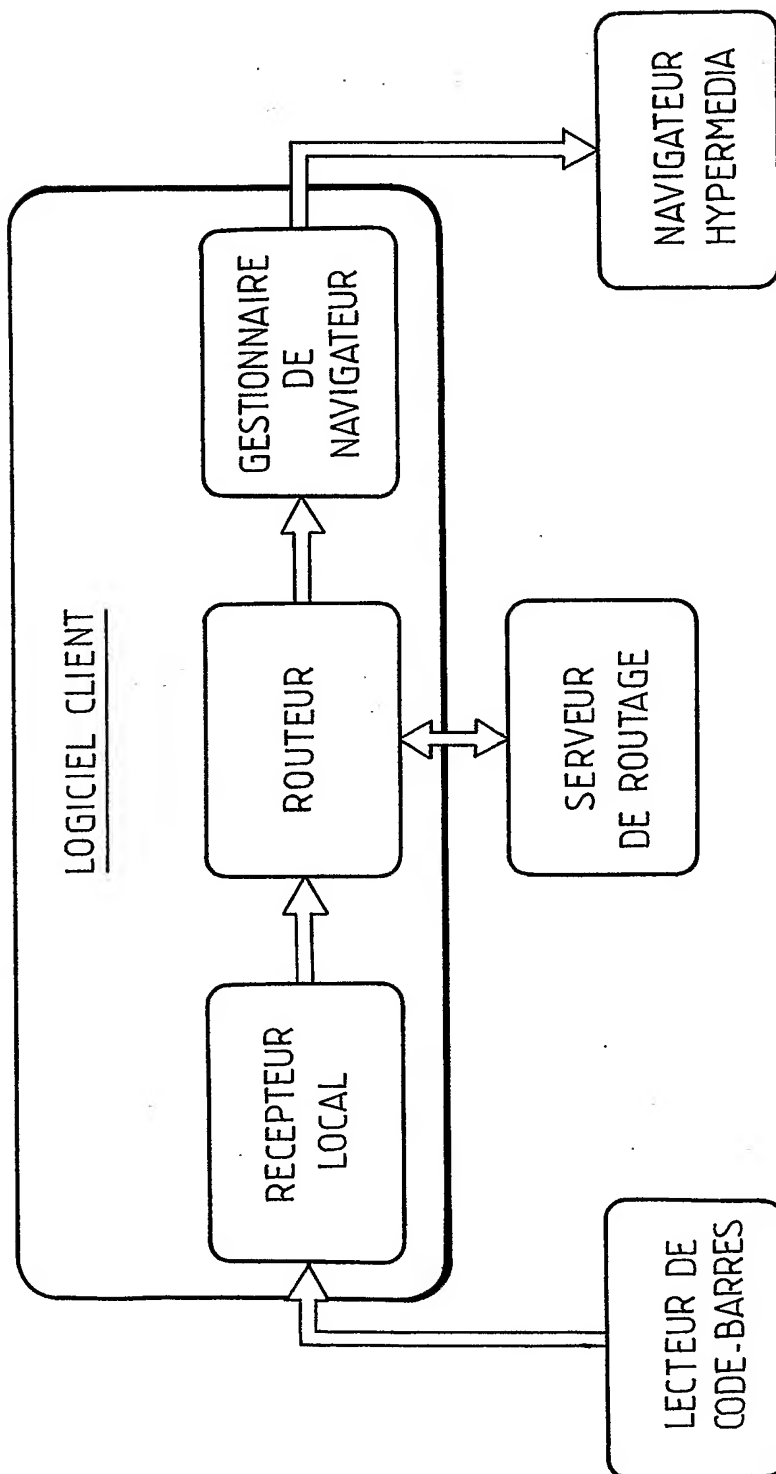 LOGICIEL CLIENT
RECEPTEUR
LOCAL
ROUTEUR
GESTIONNAIRE
DE
NAVIGATEUR
LECTEUR DE
CODE-BARRES
SERVEUR
DE ROUTAGE
NAVIGATEUR
HYPERMEDIA